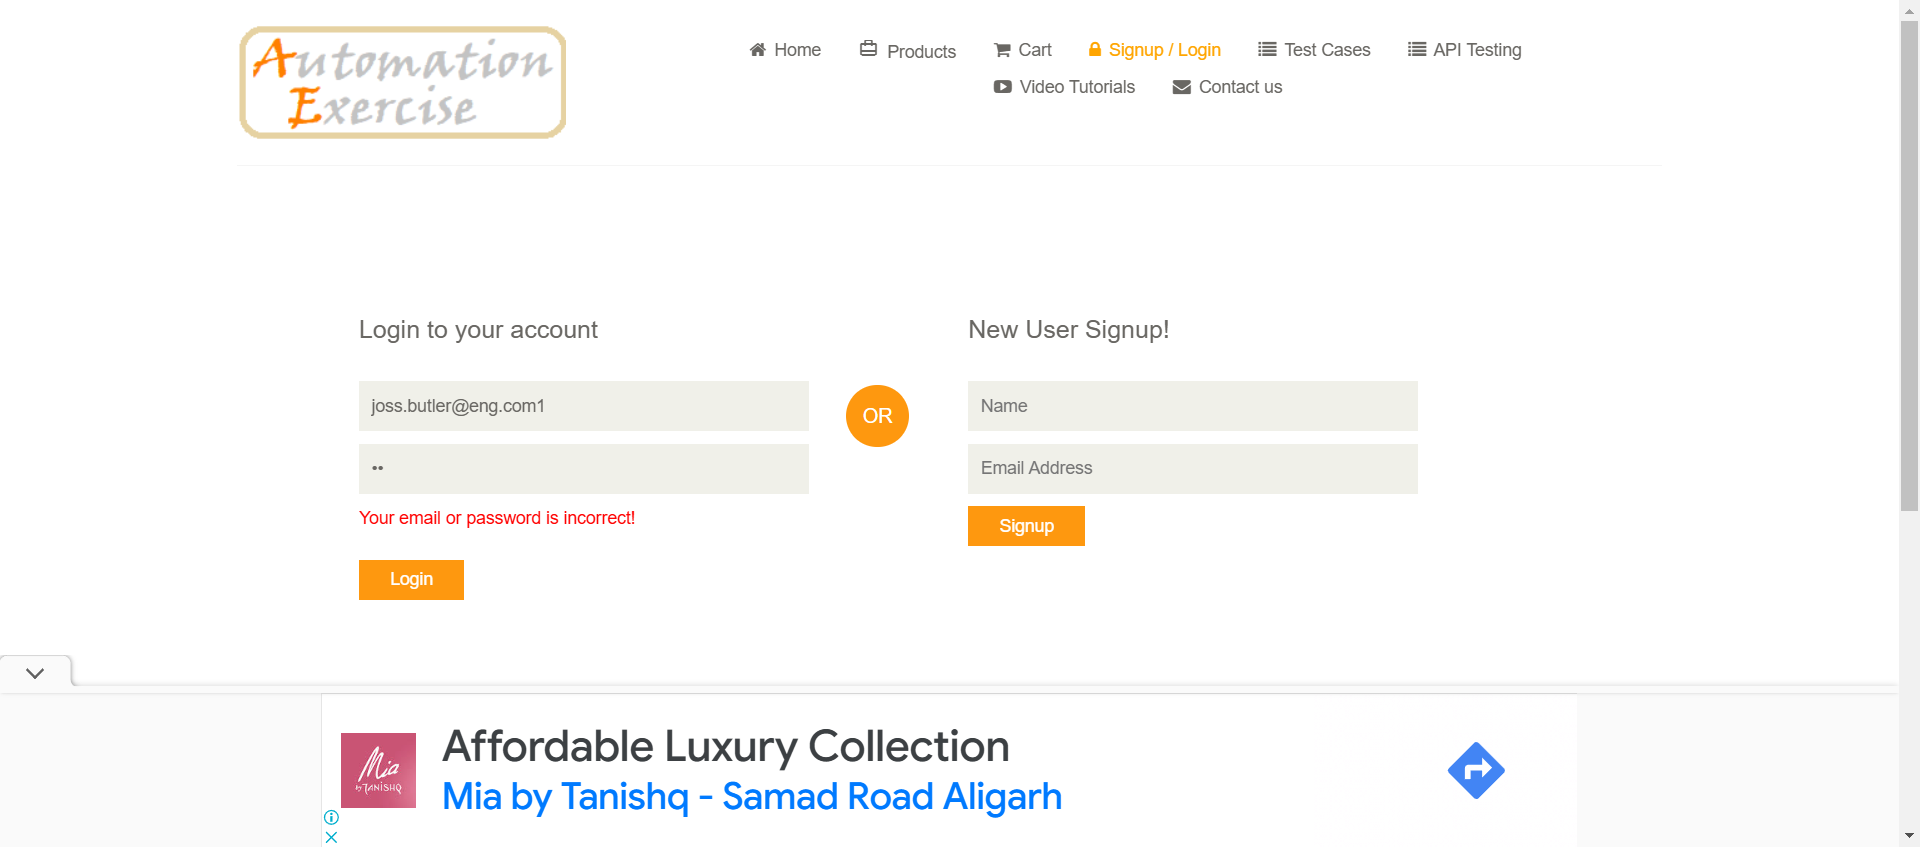 Automation
Exercise
Home
Products
Cart
Signup / Login
Test Cases
API Testing
Video Tutorials
Contact us
Login to your account
New User Signup!
joss.butler@eng.com1
OR
Name
••
Email Address
Your email or password is incorrect!
Signup
Login
Mia
by TANISHQ
Affordable Luxury Collection
Mia by Tanishq - Samad Road Aligarh